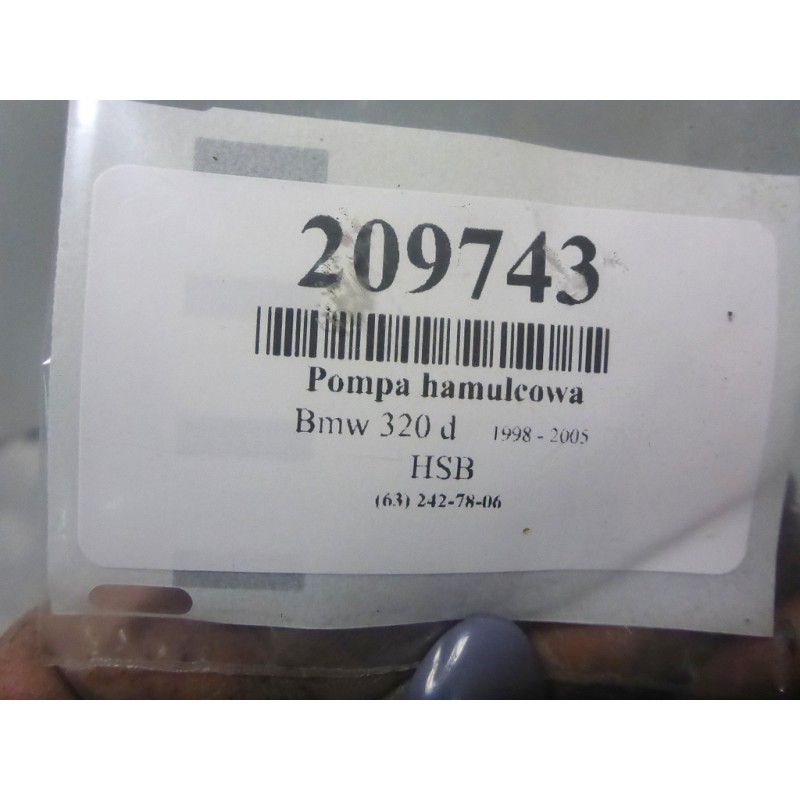 209743
Pompa hamulcowa
Bmw 320 d 1998 - 2005
HSB
(63) 242-78-06